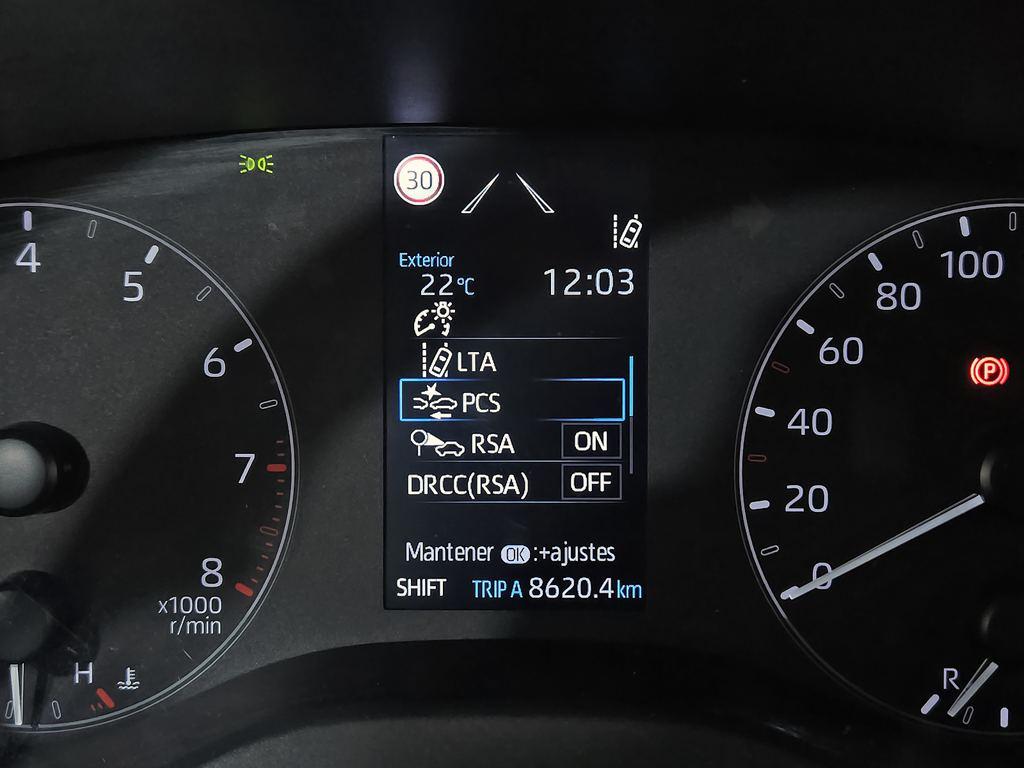 30
Exterior
22°C 12:03
LTA
PCS
RSA ON
DRCC(RSA) OFF
Mantener OK :+ajustes
SHIFT TRIP A 8620.4 km
4
5
6
7
8
x1000
r/min
H
100
80
60
40
20
0
P
R